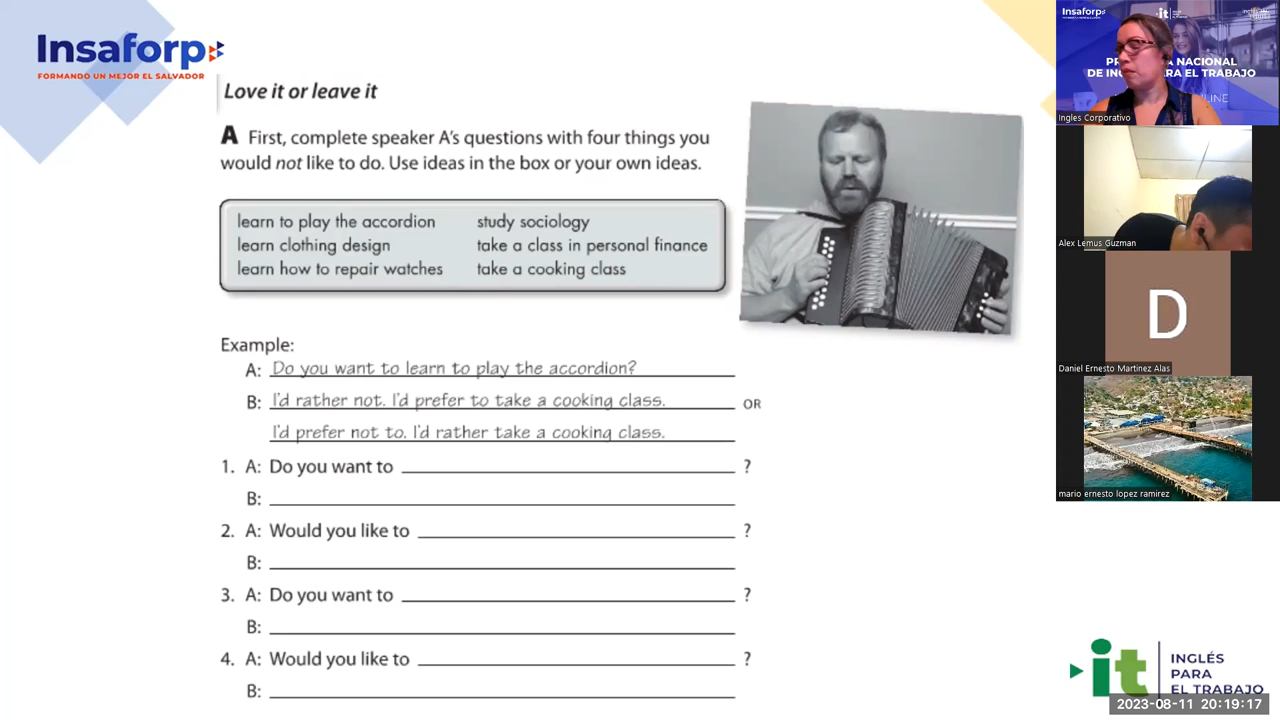 Insaforp
FORMANDO UN MEJOR EL SALVADOR
Love it or leave it
A First, complete speaker A's questions with four things you
would not like to do. Use ideas in the box or your own ideas.
learn to play the accordion study sociology
learn clothing design take a class in personal finance
learn how to repair watches take a cooking class
Example:
A: Do you want to learn to play the accordion?
B: I'd rather not. I'd prefer to take a cooking class. OR
I'd prefer not to. I'd rather take a cooking class.
1. A: Do you want to ?
B:
2. A: Would you like to ?
B:
3. A: Do you want to ?
B:
4. A: Would you like to ?
B:
Insaforp
it
NACIONAL
PARA EL TRABAJO
Ingles Corporativo
Alex Lemus Guzman
D
Daniel Ernesto Martinez Alas
mario ernesto lopez ramirez
it
INGLÉS
PARA
EL TRABAJO
2023-08-11 20:19:17